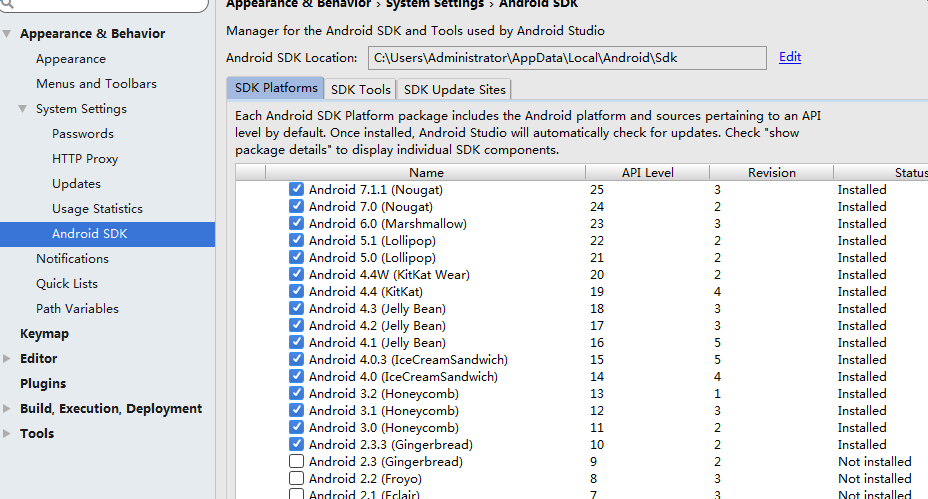 Appearance & Behavior › System Settings › Android SDK
Manager for the Android SDK and Tools used by Android Studio
Android SDK Location: C:\Users\Administrator\AppData\Local\Android\Sdk Edit
Appearance & Behavior
Appearance
Menus and Toolbars
System Settings
Passwords
HTTP Proxy
Updates
Usage Statistics
Android SDK
Notifications
Quick Lists
Path Variables
Keymap
Editor
Plugins
Build, Execution, Deployment
Tools
SDK Platforms SDK Tools SDK Update Sites
Each Android SDK Platform package includes the Android platform and sources pertaining to an API
level by default. Once installed, Android Studio will automatically check for updates. Check "show
package details" to display individual SDK components.
Name API Level Revision Status
Android 7.1.1 (Nougat) 25 3 Installed
Android 7.0 (Nougat) 24 2 Installed
Android 6.0 (Marshmallow) 23 3 Installed
Android 5.1 (Lollipop) 22 2 Installed
Android 5.0 (Lollipop) 21 2 Installed
Android 4.4W (KitKat Wear) 20 2 Installed
Android 4.4 (KitKat) 19 4 Installed
Android 4.3 (Jelly Bean) 18 3 Installed
Android 4.2 (Jelly Bean) 17 3 Installed
Android 4.1 (Jelly Bean) 16 5 Installed
Android 4.0.3 (IceCreamSandwich) 15 5 Installed
Android 4.0 (IceCreamSandwich) 14 4 Installed
Android 3.2 (Honeycomb) 13 1 Installed
Android 3.1 (Honeycomb) 12 3 Installed
Android 3.0 (Honeycomb) 11 2 Installed
Android 2.3.3 (Gingerbread) 10 2 Installed
Android 2.3 (Gingerbread) 9 2 Not installed
Android 2.2 (Froyo) 8 3 Not installed
Android 2.1 (Eclair) 7 3 Not installed